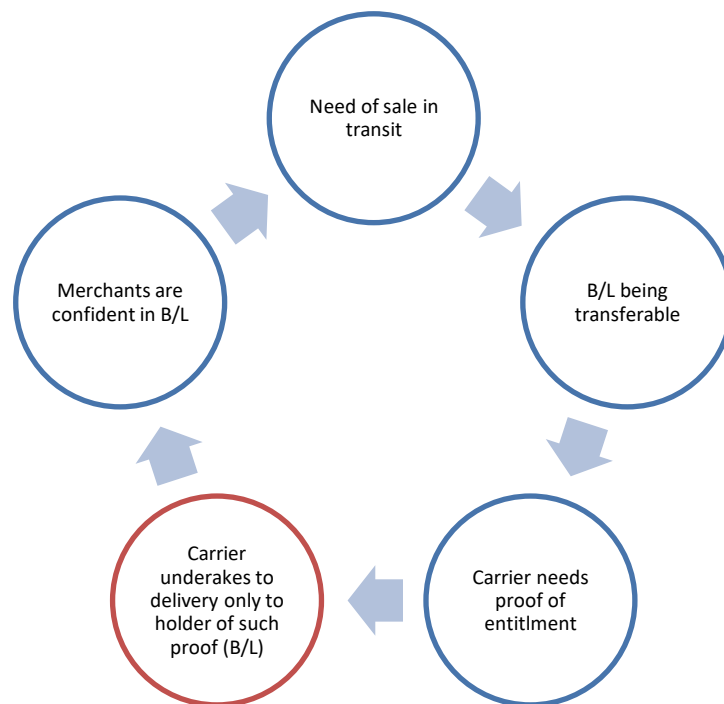 Need of sale in
transit
B/L being
transferable
Carrier needs
proof of
entitlment
Carrier
underakes to
delivery only to
holder of such
proof (B/L)
Merchants are
confident in B/L